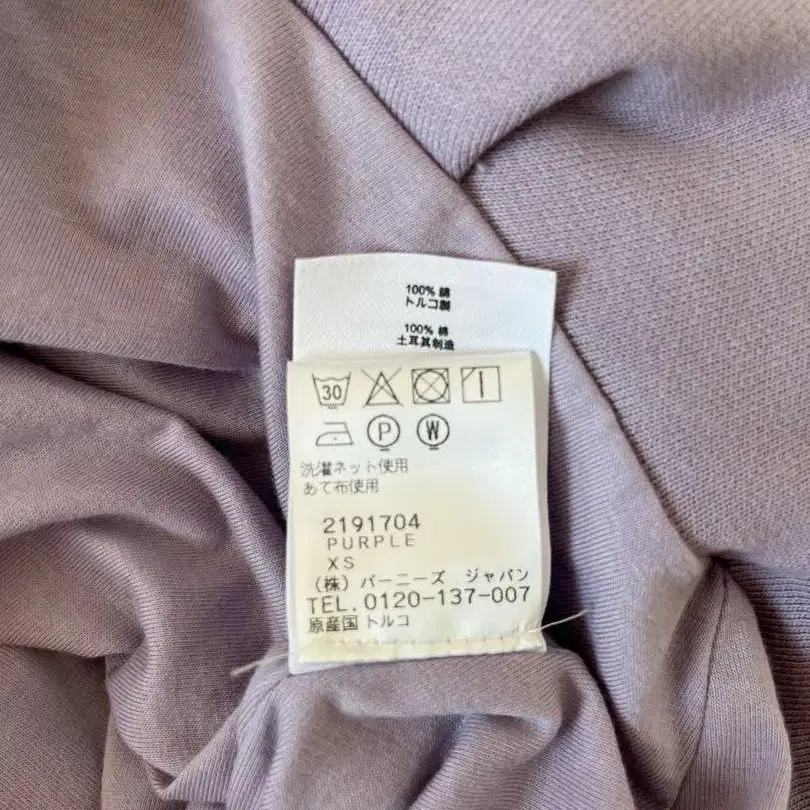 100% 綿
トルコ製
100% 綿
土耳其制造
30
P W
洗濯ネット使用
あて布使用
2191704
PURPLE
XS
(株) バーニーズ ジャパン
TEL.0120-137-007
原産国 トルコ